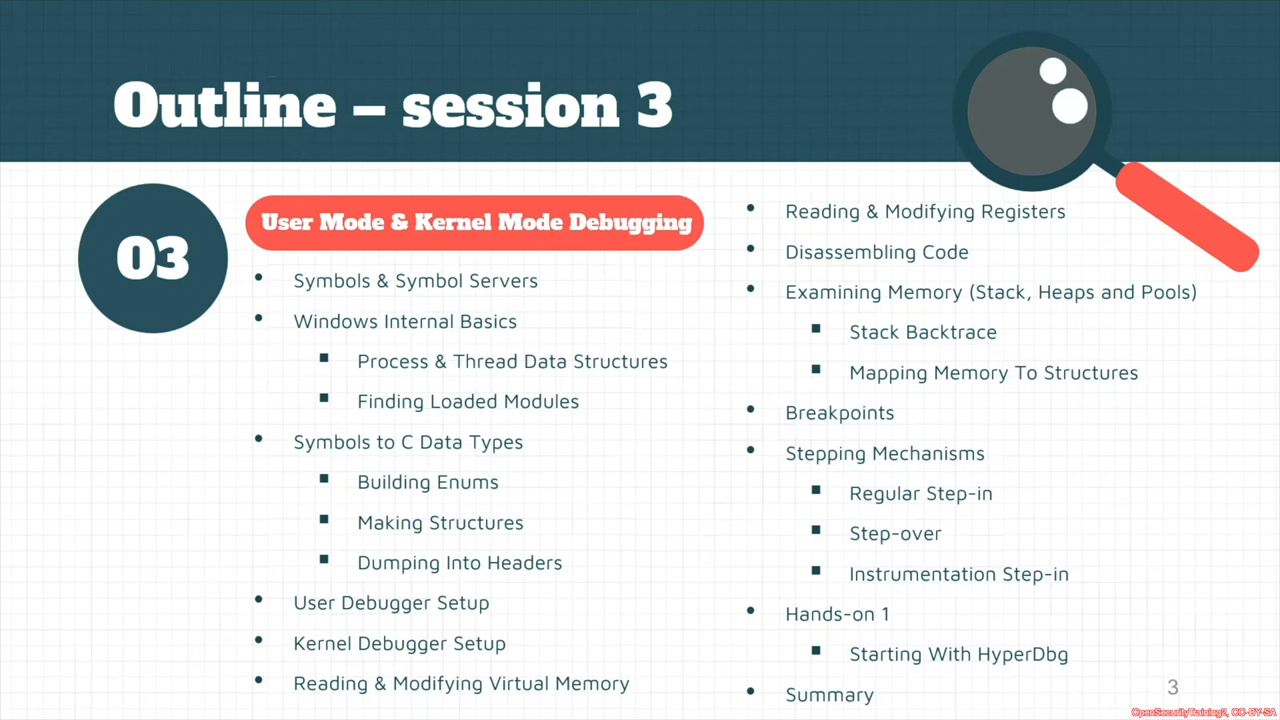 Outline – session 3
03
User Mode & Kernel Mode Debugging
• Symbols & Symbol Servers
• Windows Internal Basics
▪ Process & Thread Data Structures
▪ Finding Loaded Modules
• Symbols to C Data Types
▪ Building Enums
▪ Making Structures
▪ Dumping Into Headers
• User Debugger Setup
• Kernel Debugger Setup
• Reading & Modifying Virtual Memory
• Reading & Modifying Registers
• Disassembling Code
• Examining Memory (Stack, Heaps and Pools)
▪ Stack Backtrace
▪ Mapping Memory To Structures
• Breakpoints
• Stepping Mechanisms
▪ Regular Step-in
▪ Step-over
▪ Instrumentation Step-in
• Hands-on 1
▪ Starting With HyperDbg
• Summary
3
OpenSecurityTraining2, CC-BY-SA